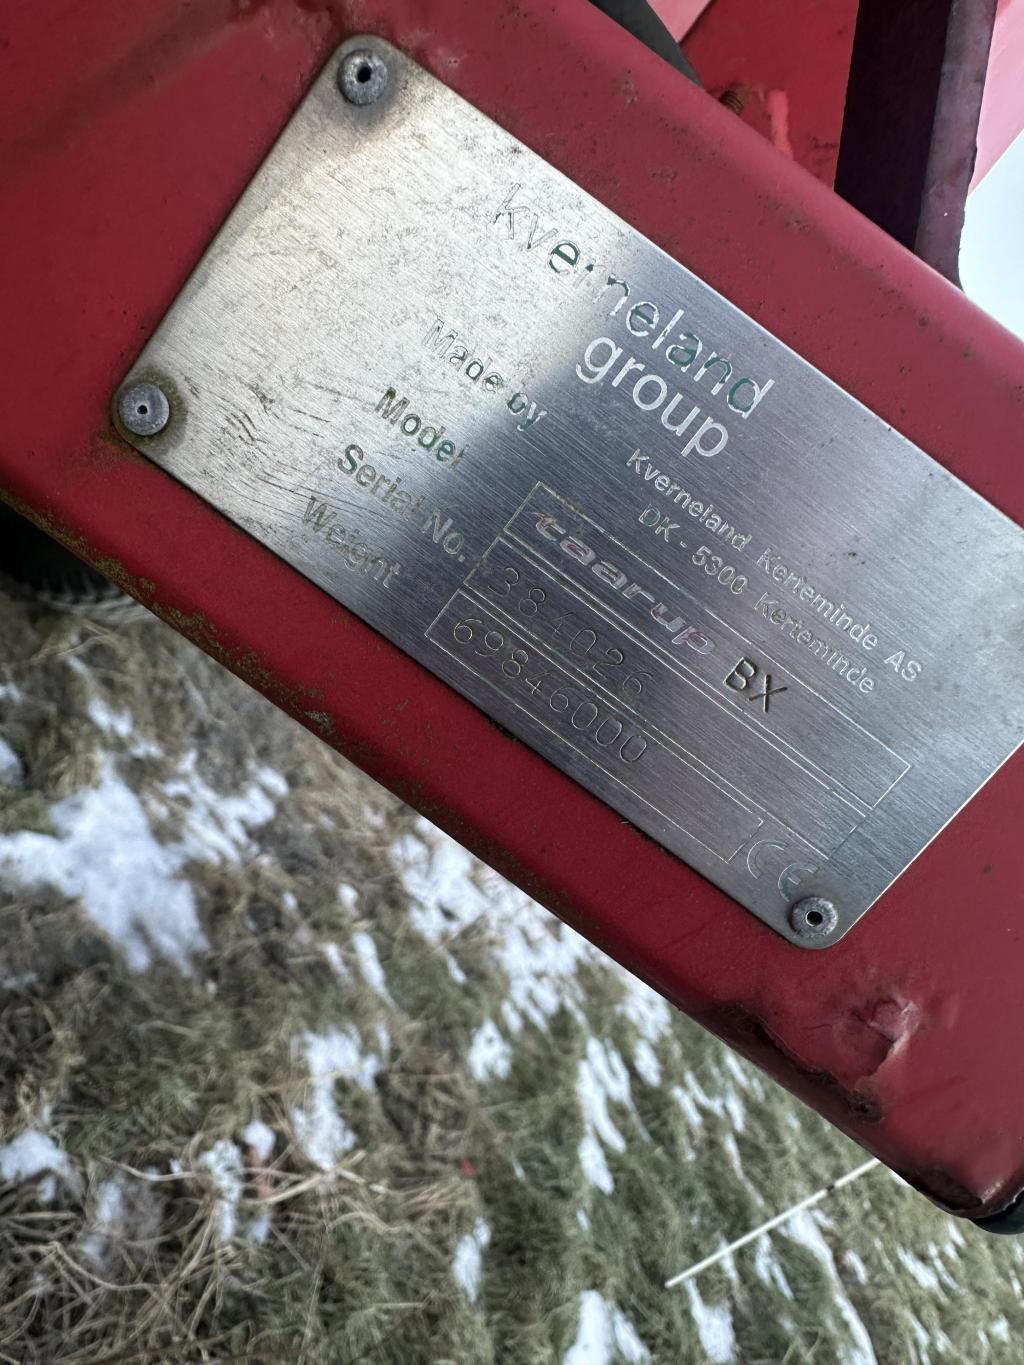 kverneland
group
Made by Kverneland Kerteminde AS
DK - 5300 Kerteminde
Model taarup BX
Serial No. 384026
Weight 69846000
CE